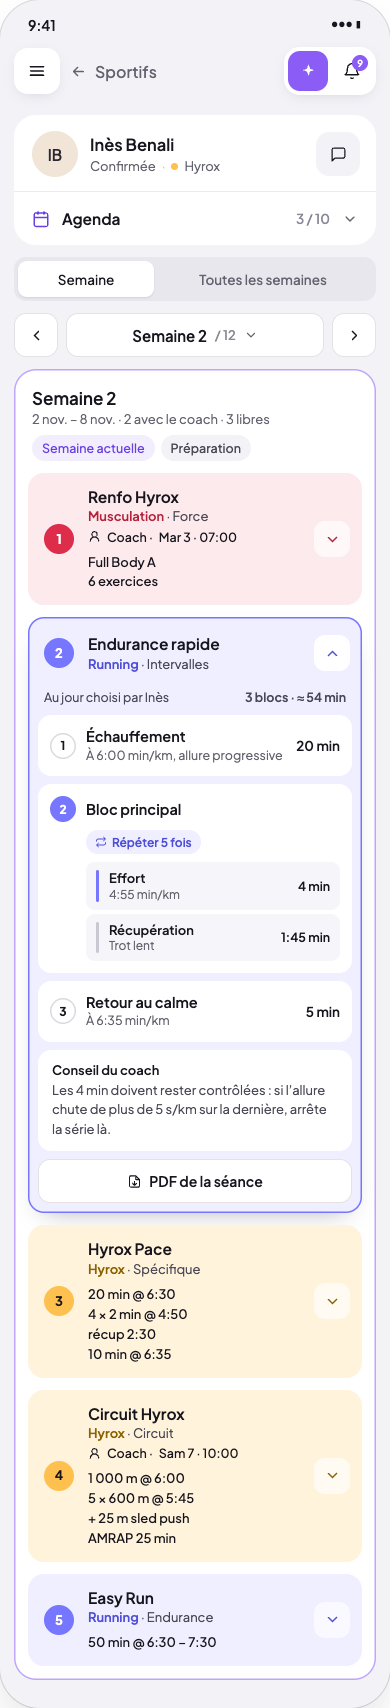 9:41
← Sportifs
9
IB
Inès Benali
Confirmée · Hyrox
Agenda
3 / 10
Semaine
Toutes les semaines
Semaine 2 / 12
Semaine 2
2 nov. – 8 nov. · 2 avec le coach · 3 libres
Semaine actuelle
Préparation
1
Renfo Hyrox
Musculation · Force
Coach · Mar 3 · 07:00
Full Body A
6 exercices
2
Endurance rapide
Running · Intervalles
Au jour choisi par Inès
3 blocs · ≈ 54 min
1
Échauffement
À 6:00 min/km, allure progressive
20 min
2
Bloc principal
Répéter 5 fois
Effort
4:55 min/km
4 min
Récupération
Trot lent
1:45 min
3
Retour au calme
À 6:35 min/km
5 min
Conseil du coach
Les 4 min doivent rester contrôlées : si l'allure
chute de plus de 5 s/km sur la dernière, arrête
la série là.
PDF de la séance
3
Hyrox Pace
Hyrox · Spécifique
20 min @ 6:30
4 × 2 min @ 4:50
récup 2:30
10 min @ 6:35
4
Circuit Hyrox
Hyrox · Circuit
Coach · Sam 7 · 10:00
1 000 m @ 6:00
5 × 600 m @ 5:45
+ 25 m sled push
AMRAP 25 min
5
Easy Run
Running · Endurance
50 min @ 6:30 – 7:30